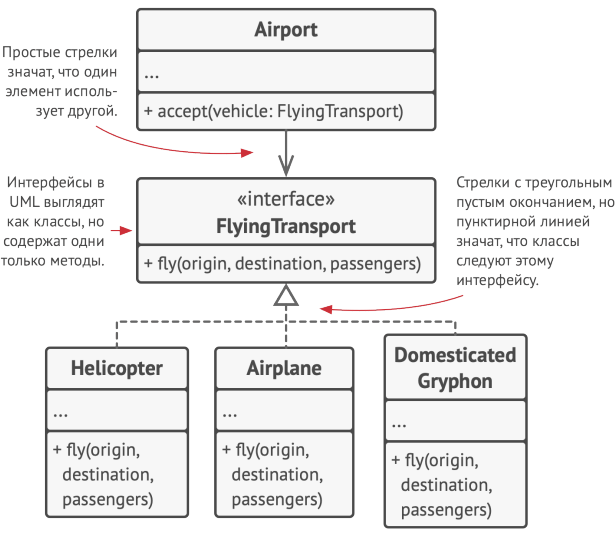 Airport
...
+ accept(vehicle: FlyingTransport)
Простые стрелки
значат, что один
элемент исполь-
зует другой.
«interface»
FlyingTransport
+ fly(origin, destination, passengers)
Интерфейсы в
UML выглядят
как классы, но
содержат одни
только методы.
Стрелки с треугольным
пустым окончанием, но
пунктирной линией
значат, что классы
следуют этому
интерфейсу.
Helicopter
...
+ fly(origin,
destination,
passengers)
Airplane
...
+ fly(origin,
destination,
passengers)
Domesticated
Gryphon
...
+ fly(origin,
destination,
passengers)